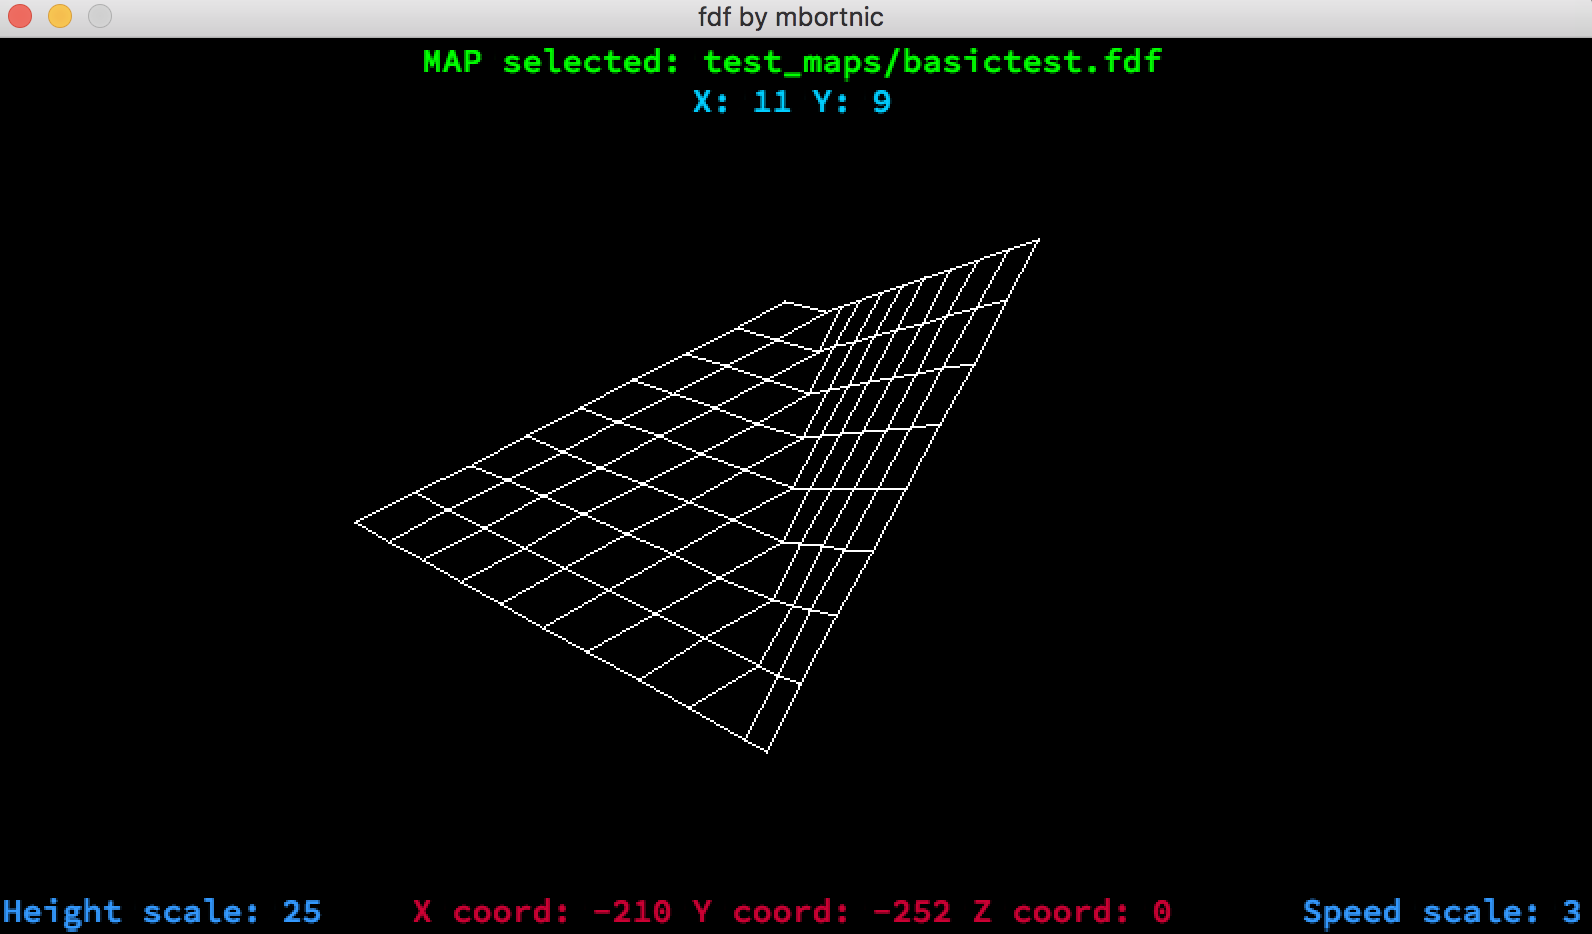 fdf by mbortnic
MAP selected: test_maps/basictest.fdf
X: 11 Y: 9
Height scale: 25 X coord: -210 Y coord: -252 Z coord: 0 Speed scale: 3